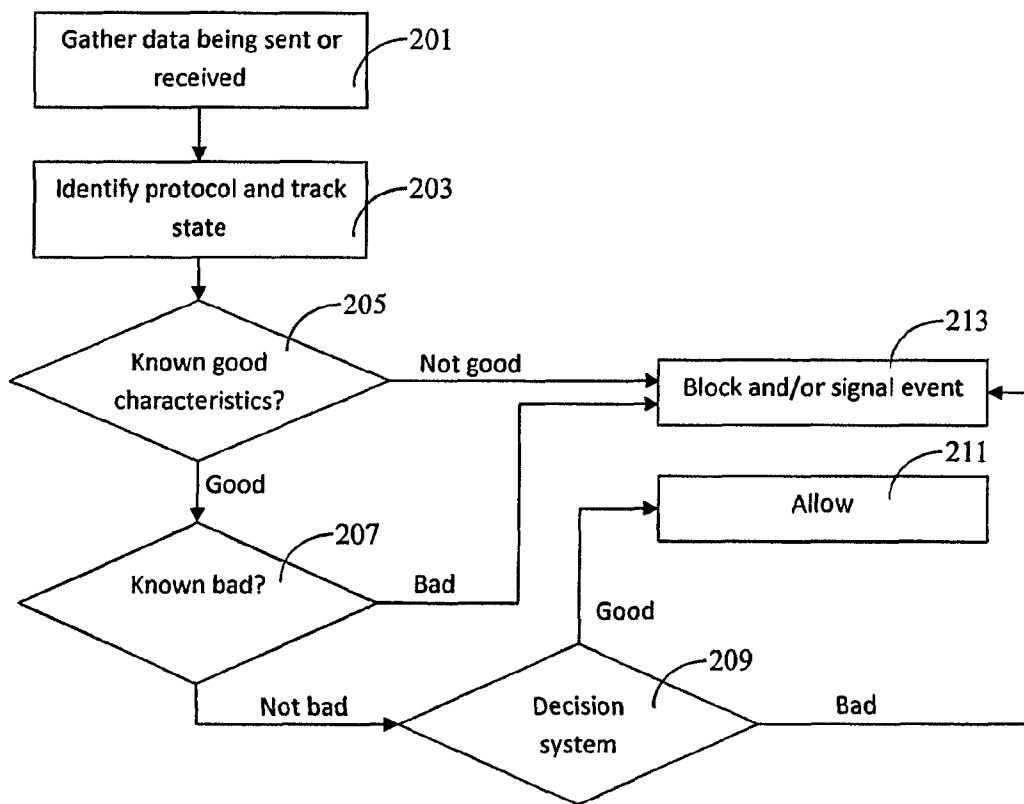 Gather data being sent or
received
201
Identify protocol and track
state
203
205
Known good
characteristics?
Not good
213
Block and/or signal event
211
Allow
Good
207
Known bad?
Bad
Good
209
Not bad
Decision
system
Bad